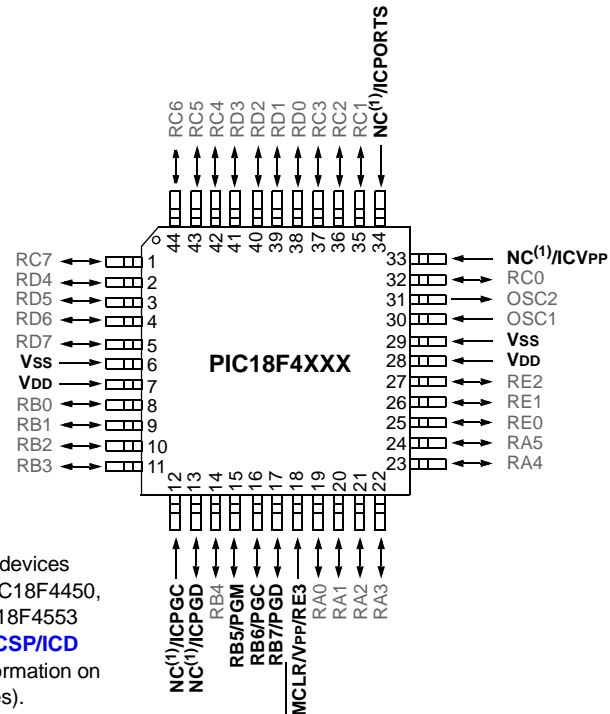 RC6
RC5
RC4
RD3
RD2
RD1
RD0
RC3
RC2
RC1
NC(1)/ICPORTS
44
43
42
41
40
39
38
37
36
35
34
RC7 1
RD4 2
RD5 3
RD6 4
RD7 5
VSS 6
VDD 7
RB0 8
RB1 9
RB2 10
RB3 11
PIC18F4XXX
33 NC(1)/ICVPP
32 RC0
31 OSC2
30 OSC1
29 VSS
28 VDD
27 RE2
26 RE1
25 RE0
24 RA5
23 RA4
12
13
14
15
16
17
18
19
20
21
22
NC(1)/ICPGC
NC(1)/ICPGD
RB4
RB5/PGM
RB6/PGC
RB7/PGD
MCLR/VPP/RE3
RA0
RA1
RA2
RA3
devices
C18F4450,
18F4553
CSP/ICD
ormation on
es).